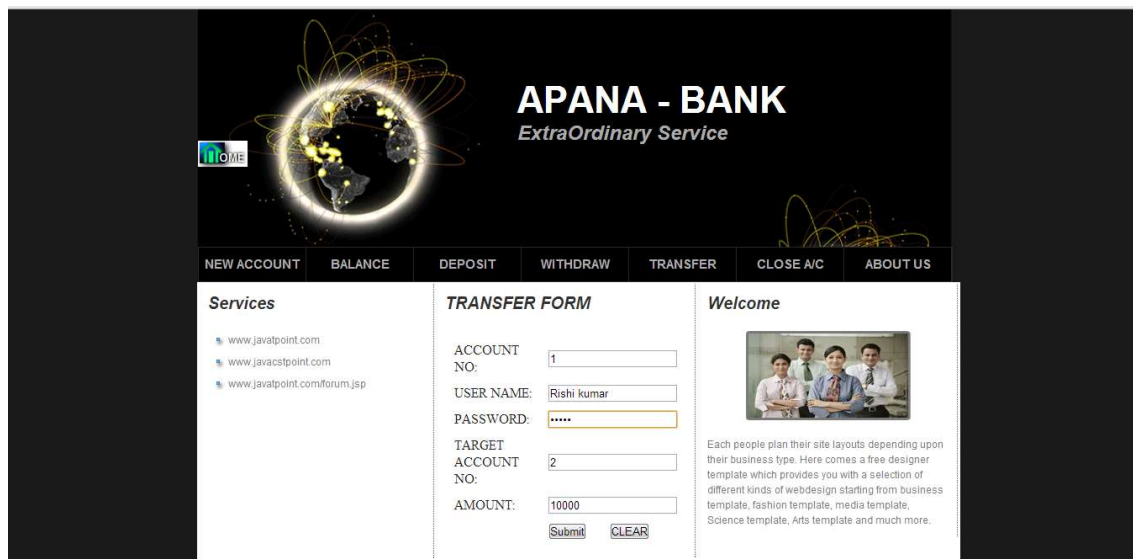 APANA - BANK
ExtraOrdinary Service
HOME
NEW ACCOUNT BALANCE DEPOSIT WITHDRAW TRANSFER CLOSE A/C ABOUT US
Services
www.javatpoint.com
www.javacstpoint.com
www.javatpoint.com/forum.jsp
TRANSFER FORM
ACCOUNT
NO: 1
USER NAME: Rishi kumar
PASSWORD: •••••
TARGET
ACCOUNT
NO: 2
AMOUNT: 10000
Submit CLEAR
Welcome
Each people plan their site layouts depending upon
their business type. Here comes a free designer
template which provides you with a selection of
different kinds of webdesign starting from business
template, fashion template, media template,
Science template, Arts template and much more.